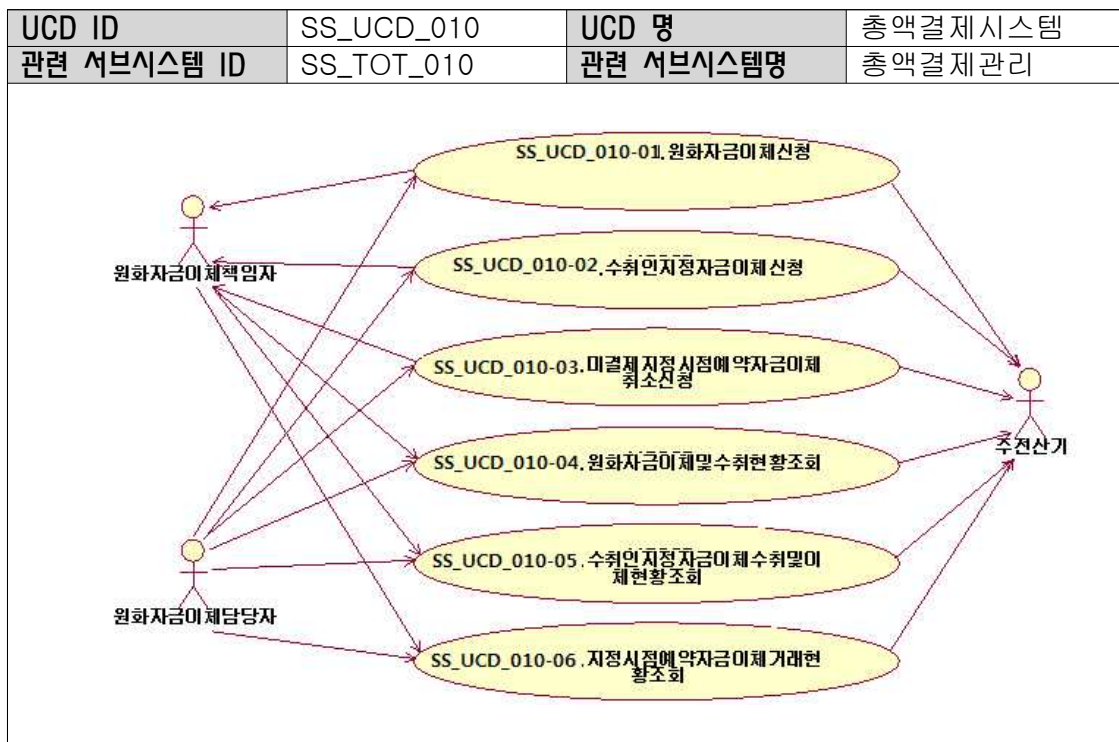 UCD ID SS_UCD_010 UCD 명 총액결제시스템
관련 서브시스템 ID SS_TOT_010 관련 서브시스템명 총액결제관리
SS_UCD_010-01.원화자금이체신청
원화자금이체책임자
SS_UCD_010-02.수취인지정자금이체신청
SS_UCD_010-03.미결제지정시점예약자금이체
취소신청
주전산기
SS_UCD_010-04.원화자금이체및수취현황조회
SS_UCD_010-05.수취인지정자금이체수취및이
체현황조회
원화자금이체담당자
SS_UCD_010-06.지정시점예약자금이체거래현
황조회